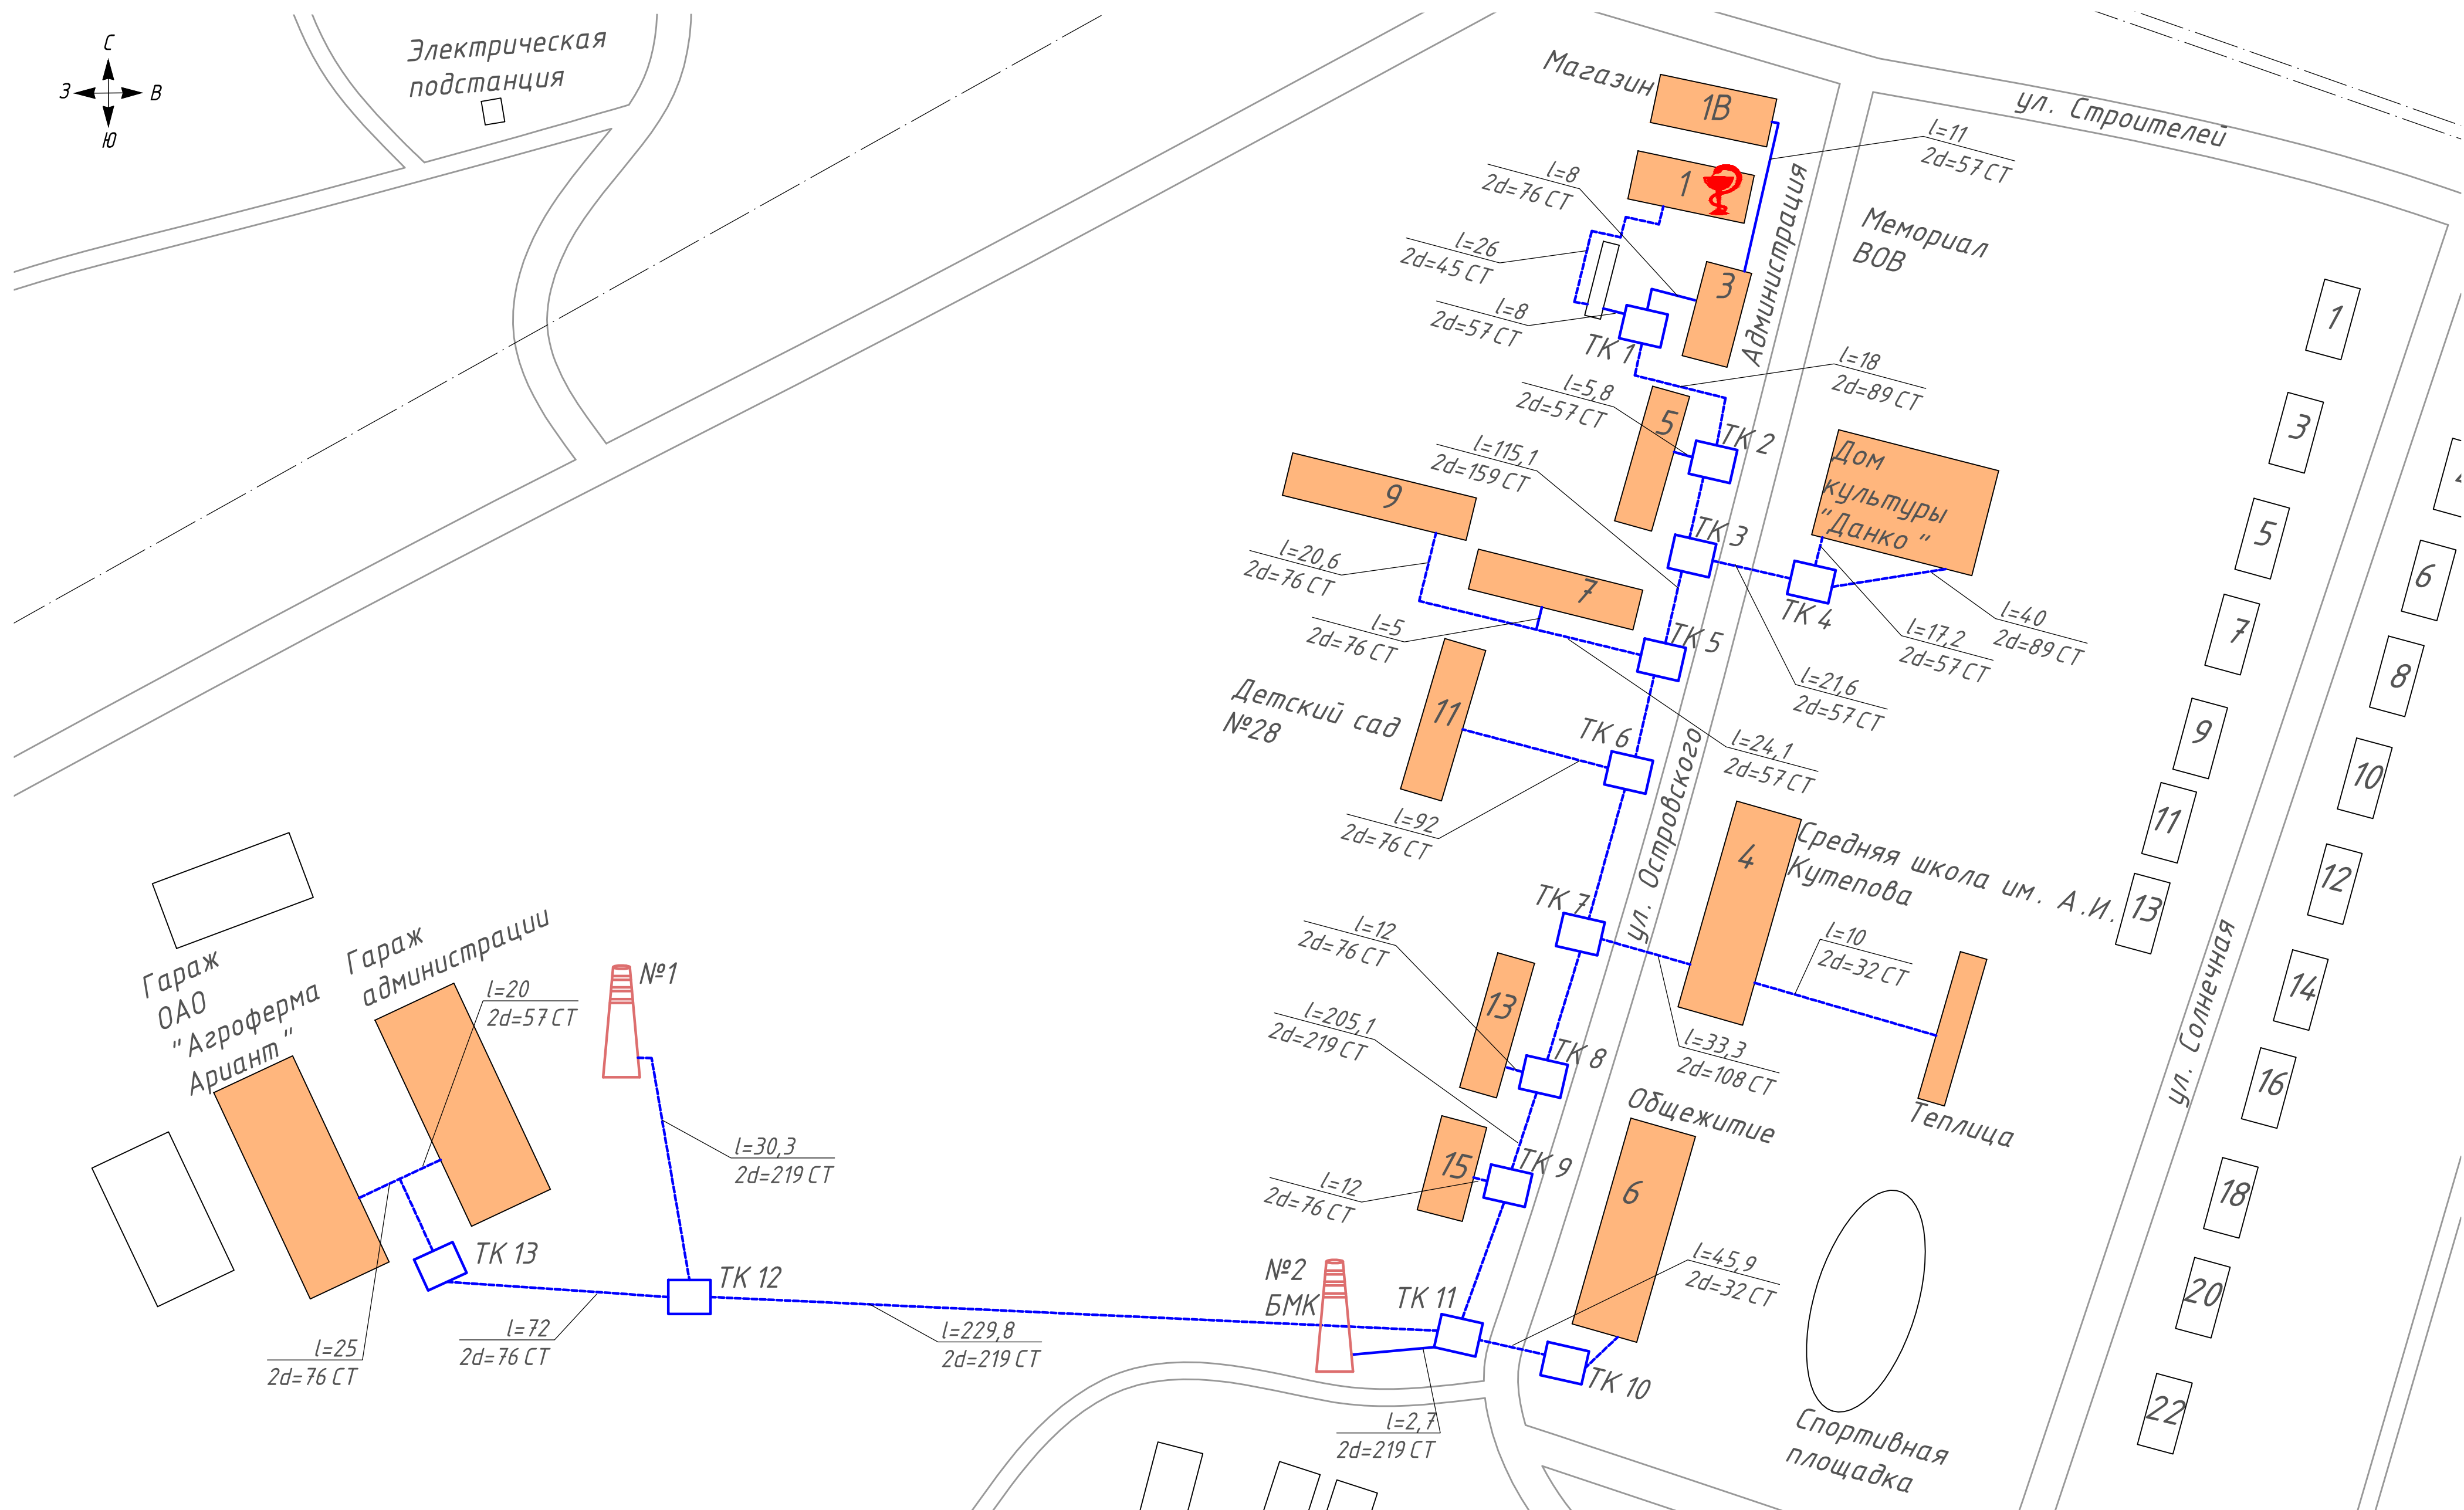 С
З
В
Ю
Электрическая
подстанция
Магазин
1В
ул. Строителей
l=11
2d=57 СТ
l=8
2d=76 СТ
1
Администрация
Мемориал
ВОВ
l=26
2d=45 СТ
3
l=8
2d=57 СТ
ТК 1
1
l=18
2d=89 СТ
l=5,8
2d=57 СТ
5
ТК 2
3
l=115,1
2d=159 СТ
Дом
культуры
"Данко "
9
ТК 3
5
l=20,6
2d=76 СТ
7
ТК 4
6
l=40
2d=89 СТ
l=5
2d=76 СТ
ТК 5
l=17,2
2d=57 СТ
7
l=21,6
2d=57 СТ
8
Детский сад
№28
11
ТК 6
ул. Островского
l=24,1
2d=57 СТ
9
10
l=92
2d=76 СТ
11
4
Средняя школа им. А.И.
Кутепова
12
13
ТК 7
l=12
2d=76 СТ
l=10
2d=32 СТ
ул. Солнечная
Гараж
ОАО
"Агроферма
Ариант "
Гараж
администрации
№1
l=20
2d=57 СТ
13
14
l=205,1
2d=219 СТ
ТК 8
l=33,3
2d=108 СТ
16
Общежитие
Теплица
l=30,3
2d=219 СТ
15
ТК 9
6
l=12
2d=76 СТ
18
ТК 13
ТК 12
№2
БМК
ТК 11
l=45,9
2d=32 СТ
20
l=25
2d=76 СТ
l=72
2d=76 СТ
l=229,8
2d=219 СТ
ТК 10
l=2,7
2d=219 СТ
22
Спортивная
площадка